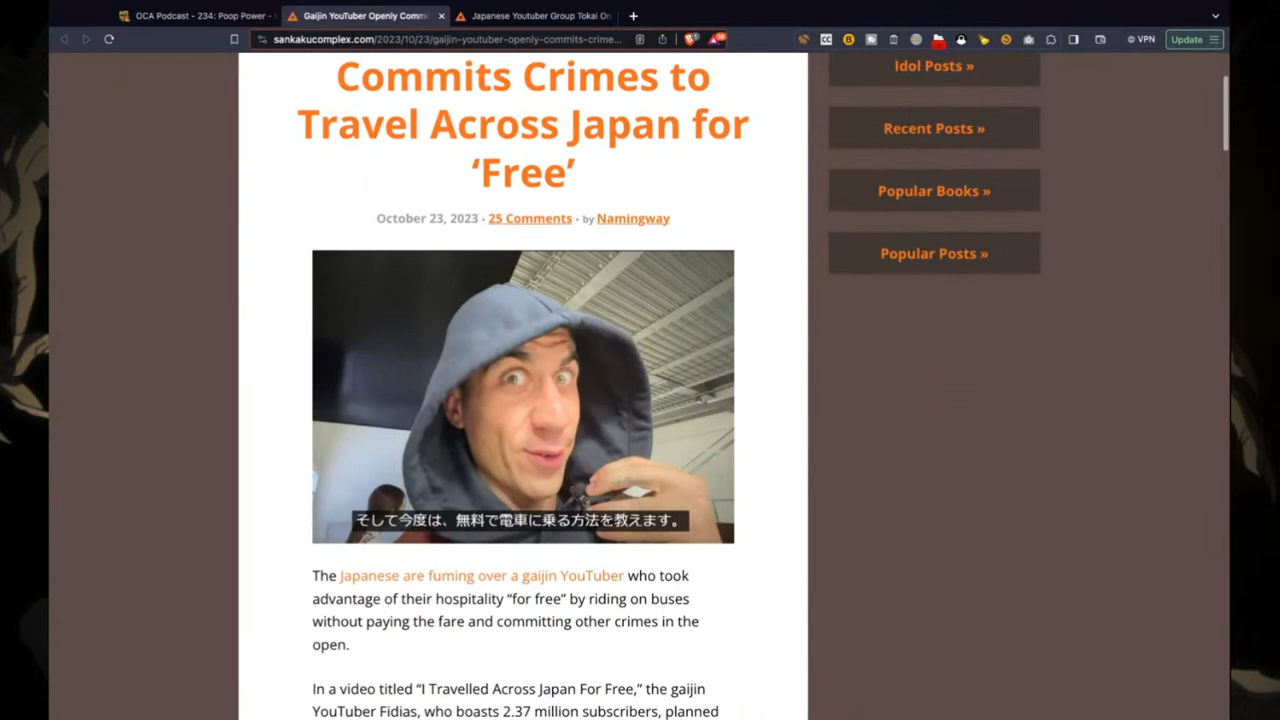 OCA Podcast - 234: Poop Power -
Gaijin YouTuber Openly Comm
Japanese Youtuber Group Tokai On
sankakucomplex.com/2023/10/23/gaijin-youtuber-openly-commits-crime...
VPN
Update
Commits Crimes to
Travel Across Japan for
‘Free’
October 23, 2023 · 25 Comments · by Namingway
そして今度は、無料で電車に乗る方法を教えます。
The Japanese are fuming over a gaijin YouTuber who took
advantage of their hospitality “for free” by riding on buses
without paying the fare and committing other crimes in the
open.
In a video titled “I Travelled Across Japan For Free,” the gaijin
YouTuber Fidias, who boasts 2.37 million subscribers, planned
Idol Posts »
Recent Posts »
Popular Books »
Popular Posts »